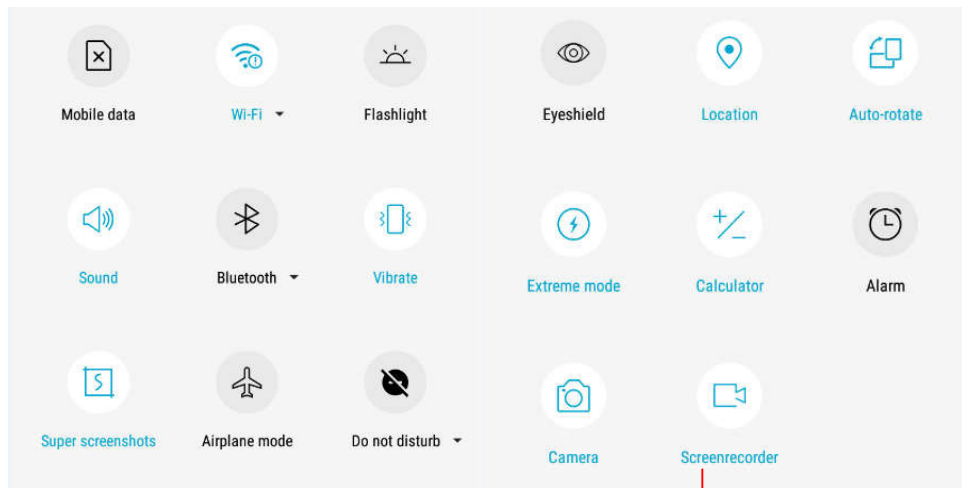 Mobile data
Wi-Fi
Flashlight
Eyeshield
Location
Auto-rotate
Sound
Bluetooth
Vibrate
Extreme mode
Calculator
Alarm
Super screenshots
Airplane mode
Do not disturb
Camera
Screenrecorder